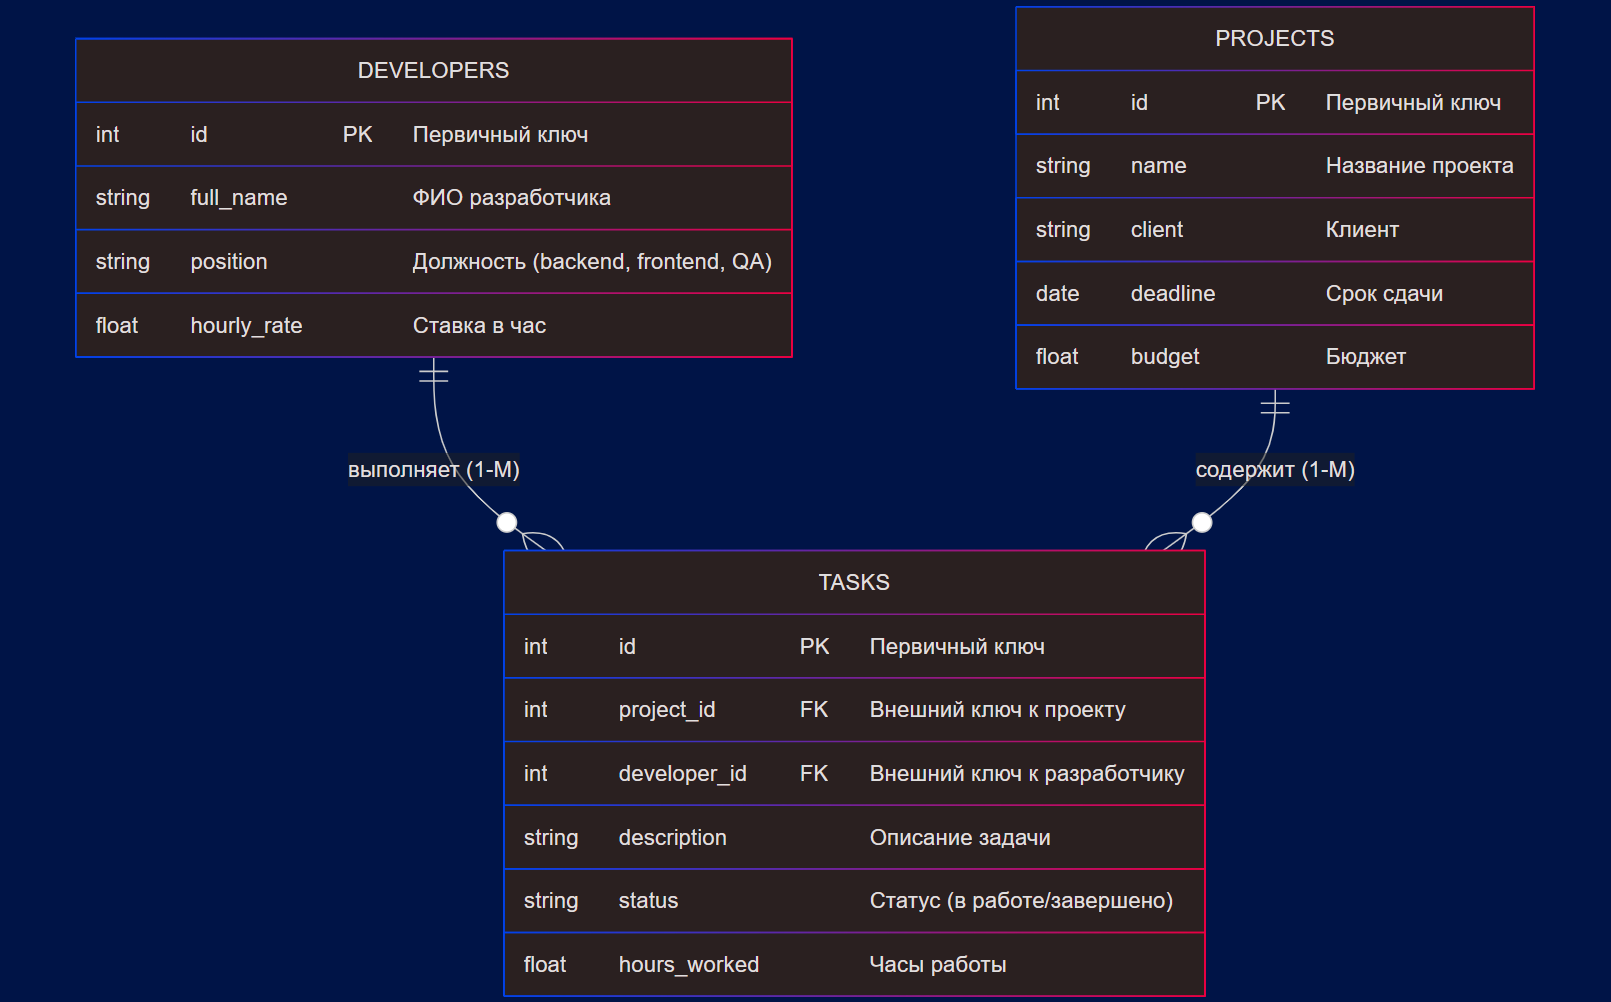 DEVELOPERS
int id PK Первичный ключ
string full_name ФИО разработчика
string position Должность (backend, frontend, QA)
float hourly_rate Ставка в час
PROJECTS
int id PK Первичный ключ
string name Название проекта
string client Клиент
date deadline Срок сдачи
float budget Бюджет
выполняет (1-М)
содержит (1-М)
TASKS
int id PK Первичный ключ
int project_id FK Внешний ключ к проекту
int developer_id FK Внешний ключ к разработчику
string description Описание задачи
string status Статус (в работе/завершено)
float hours_worked Часы работы